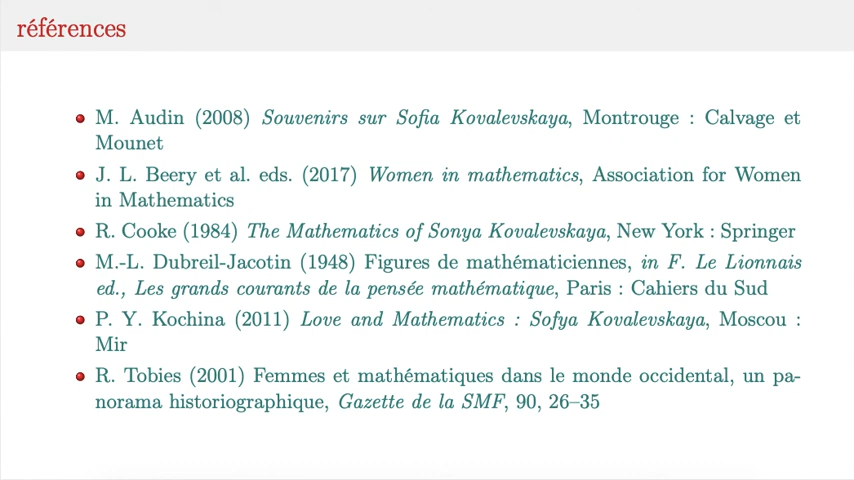 références
M. Audin (2008) Souvenirs sur Sofia Kovalevskaya, Montrouge : Calvage et
Mounet
J. L. Beery et al. eds. (2017) Women in mathematics, Association for Women
in Mathematics
R. Cooke (1984) The Mathematics of Sonya Kovalevskaya, New York : Springer
M.-L. Dubreil-Jacotin (1948) Figures de mathématiciennes, in F. Le Lionnais
ed., Les grands courants de la pensée mathématique, Paris : Cahiers du Sud
P. Y. Kochina (2011) Love and Mathematics : Sofya Kovalevskaya, Moscou :
Mir
R. Tobies (2001) Femmes et mathématiques dans le monde occidental, un pa-
norama historiographique, Gazette de la SMF, 90, 26–35